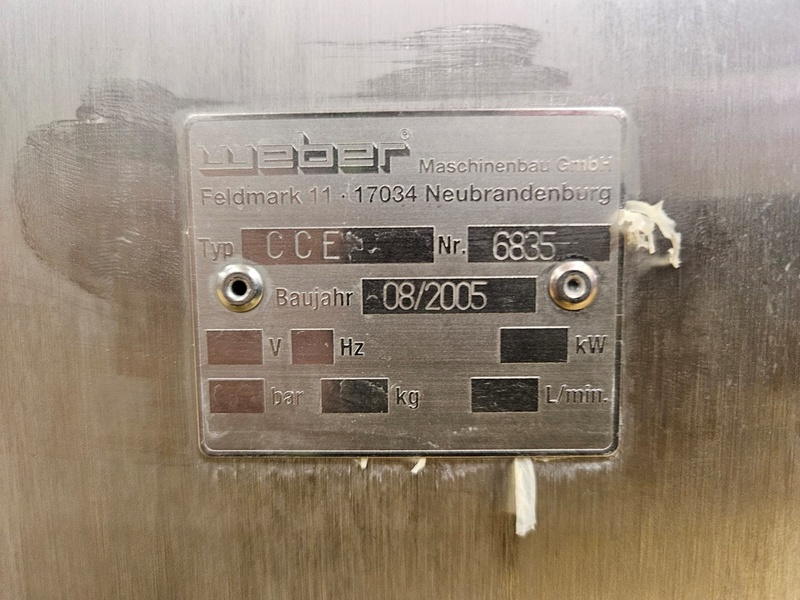 weber® Maschinenbau GmbH
Feldmark 11 · 17034 Neubrandenburg
Typ CCE Nr. 6835
Baujahr 08/2005
V Hz kW
bar kg L/min.